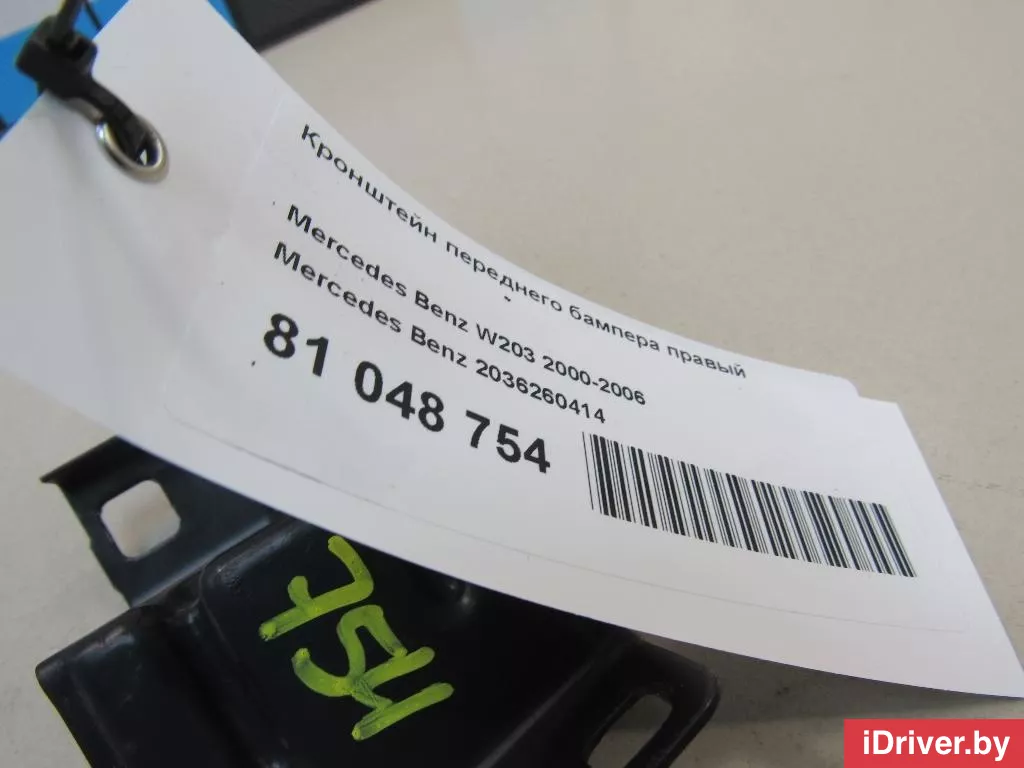 Кронштейн переднего бампера правый
Mercedes Benz W203 2000-2006
Mercedes Benz 2036260414
81 048 754
754
iDriver.by